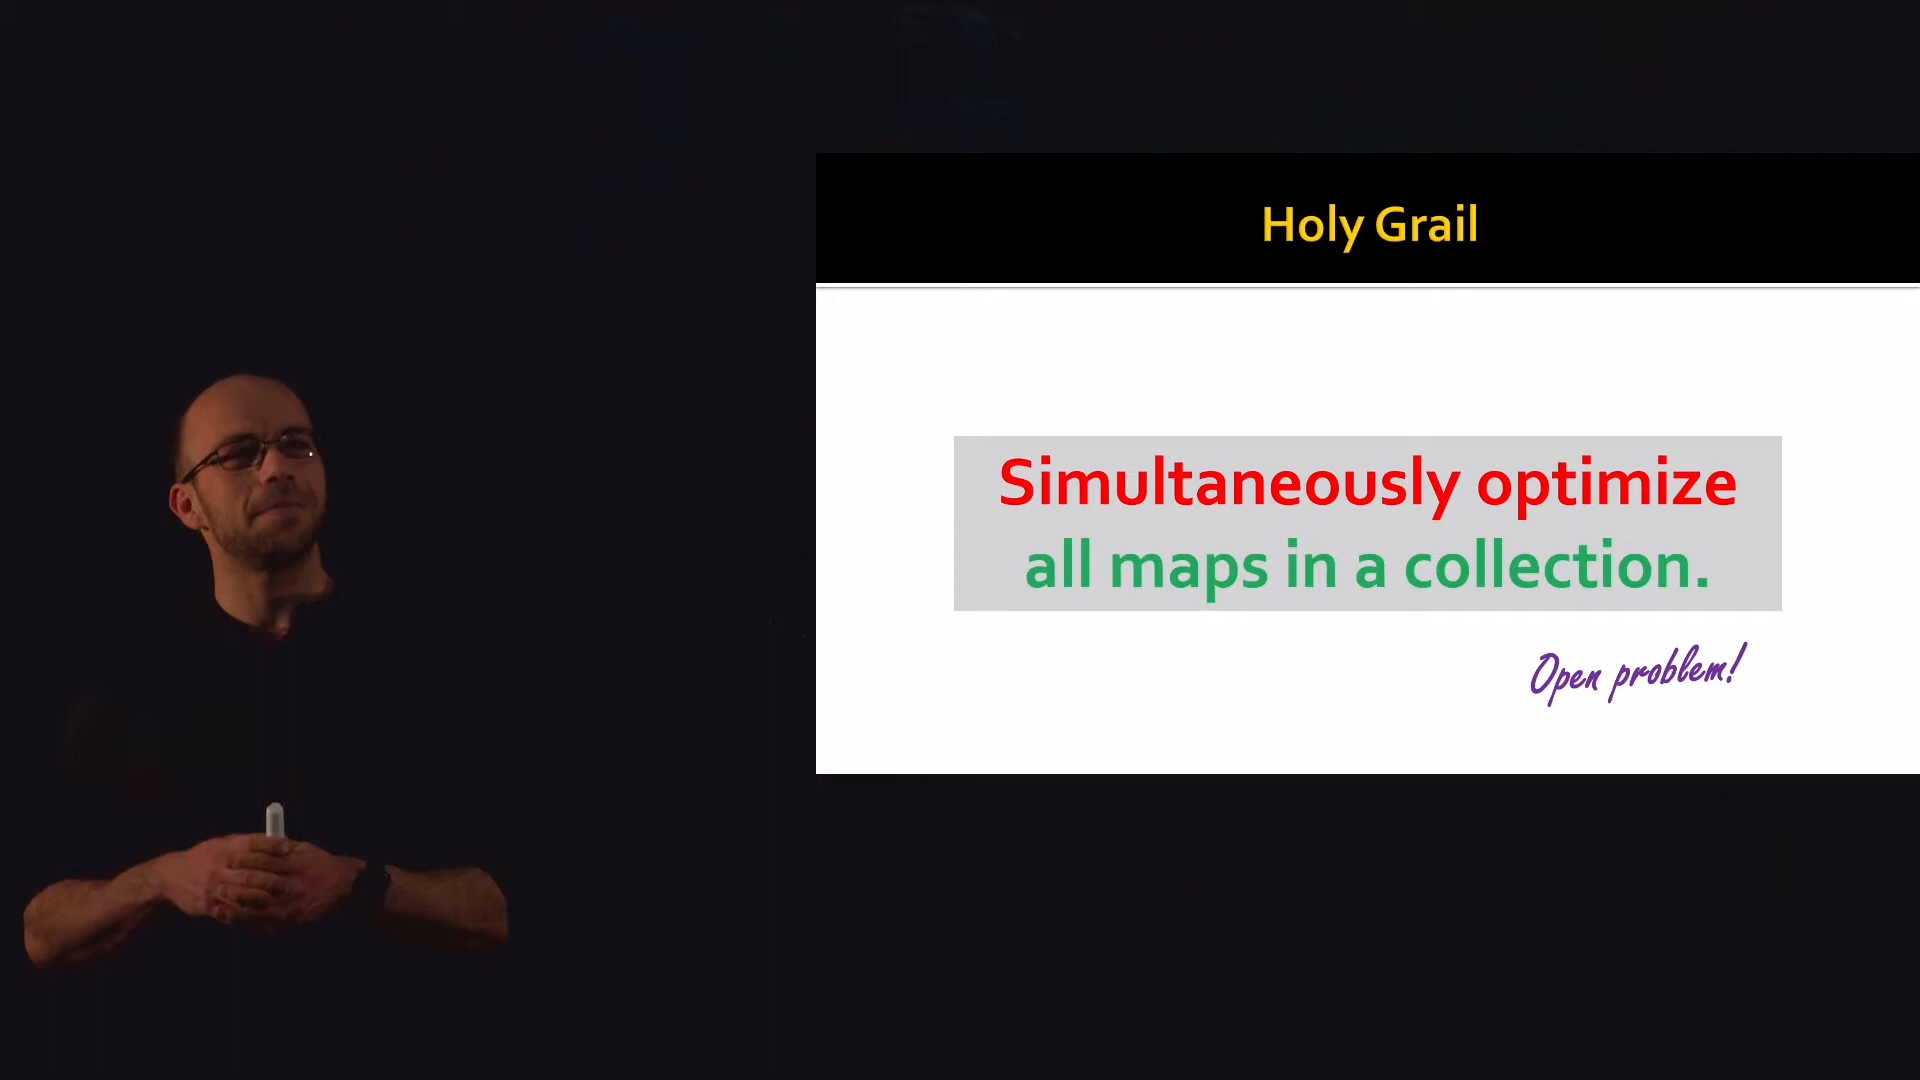 Holy Grail
Simultaneously optimize
all maps in a collection.
Open problem!